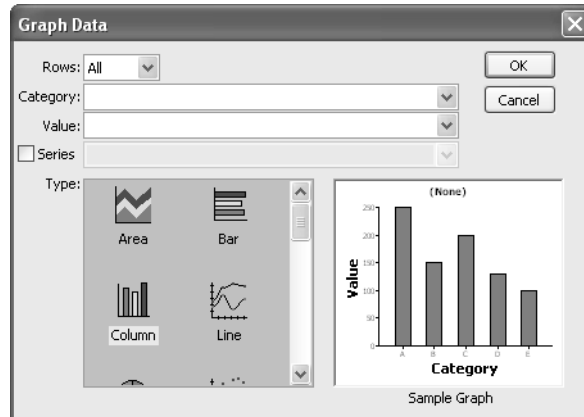 Graph Data
Rows: All
OK
Category:
Cancel
Value:
Series
Type:
Area
Bar
Column
Line
(None)
250
200
150
100
50
0
Value
A B C D E
Category
Sample Graph